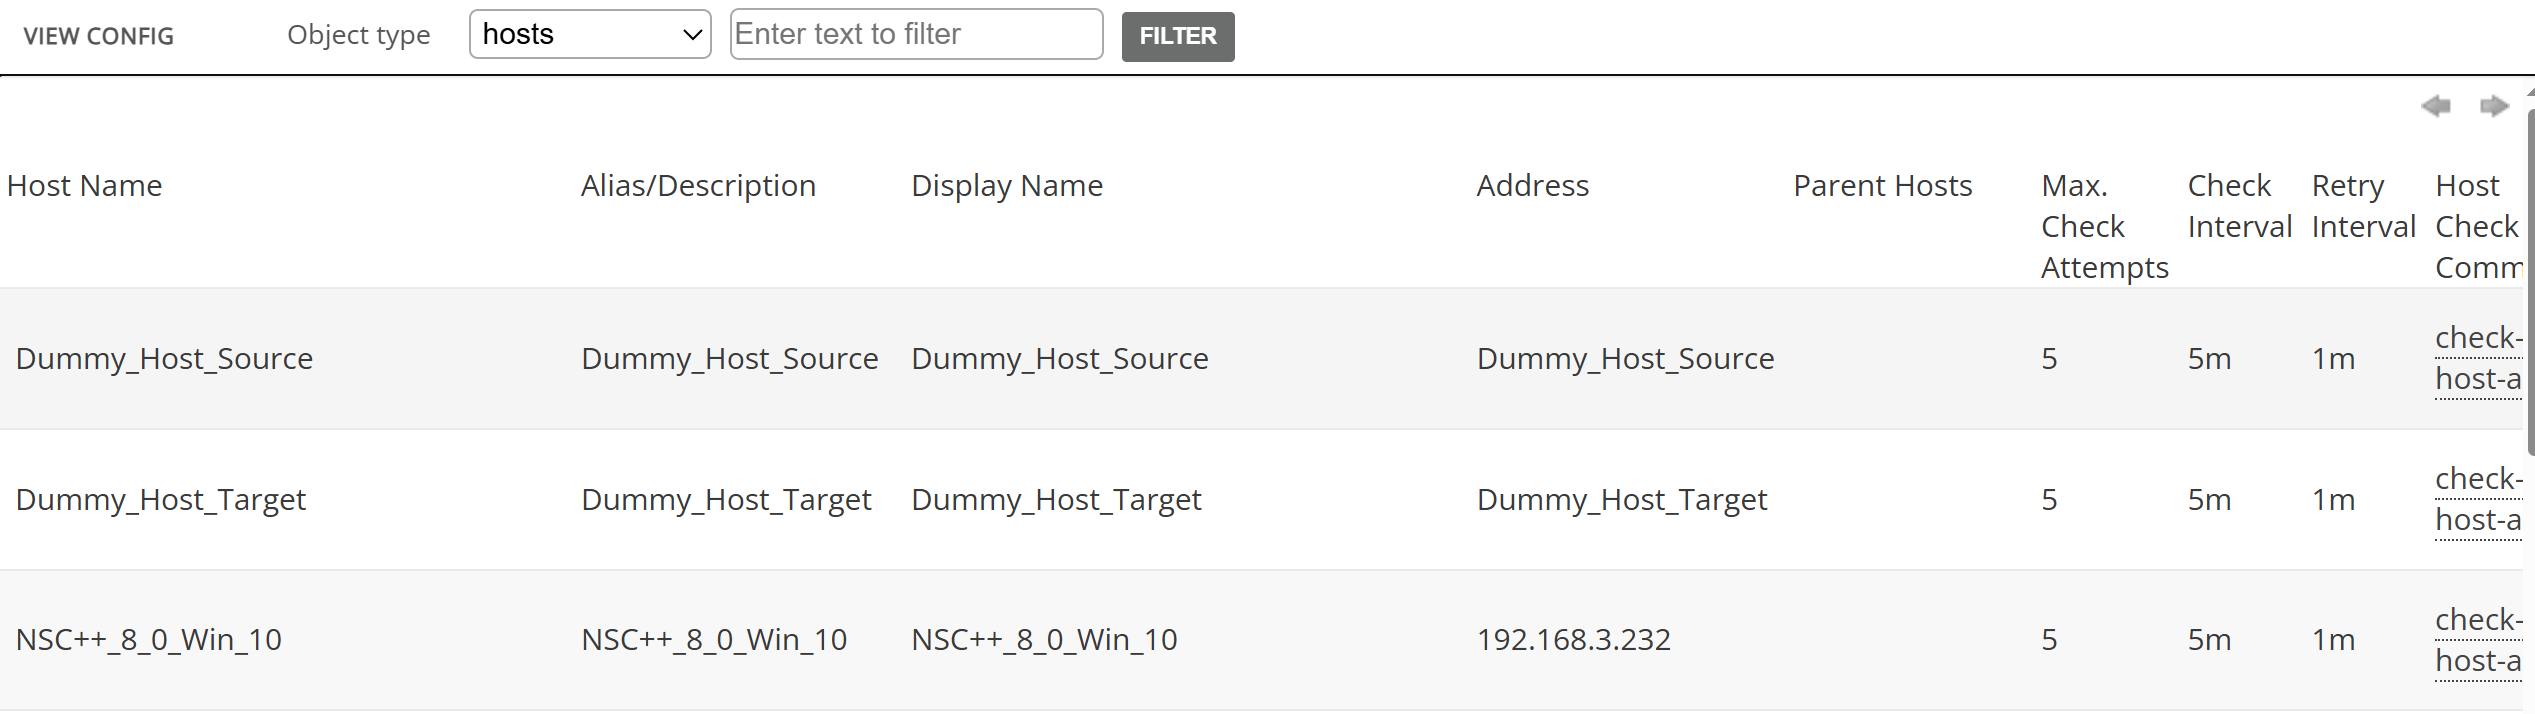 VIEW CONFIG Object type hosts Enter text to filter FILTER
Host Name Alias/Description Display Name Address Parent Hosts Max. Check Retry Host
Check Interval Interval Check
Attempts Comm
Dummy_Host_Source Dummy_Host_Source Dummy_Host_Source Dummy_Host_Source 5 5m 1m check-
host-a
Dummy_Host_Target Dummy_Host_Target Dummy_Host_Target Dummy_Host_Target 5 5m 1m check-
host-a
NSC++_8_0_Win_10 NSC++_8_0_Win_10 NSC++_8_0_Win_10 192.168.3.232 5 5m 1m check-
host-a